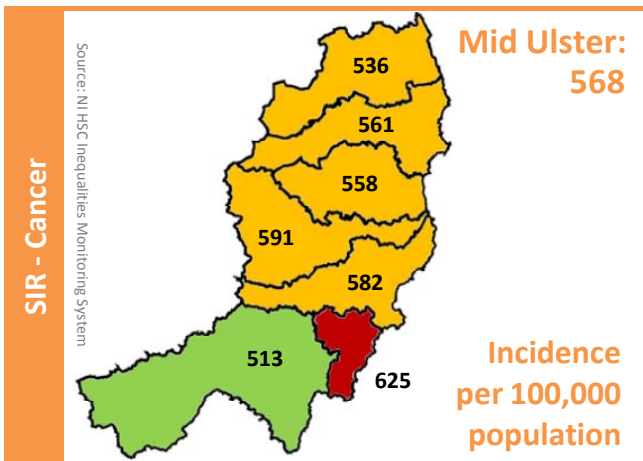 SIR - Cancer
Source: NI HSC Inequalities Monitoring System
Mid Ulster:
568
536
561
558
591
582
513
625
Incidence
per 100,000
population